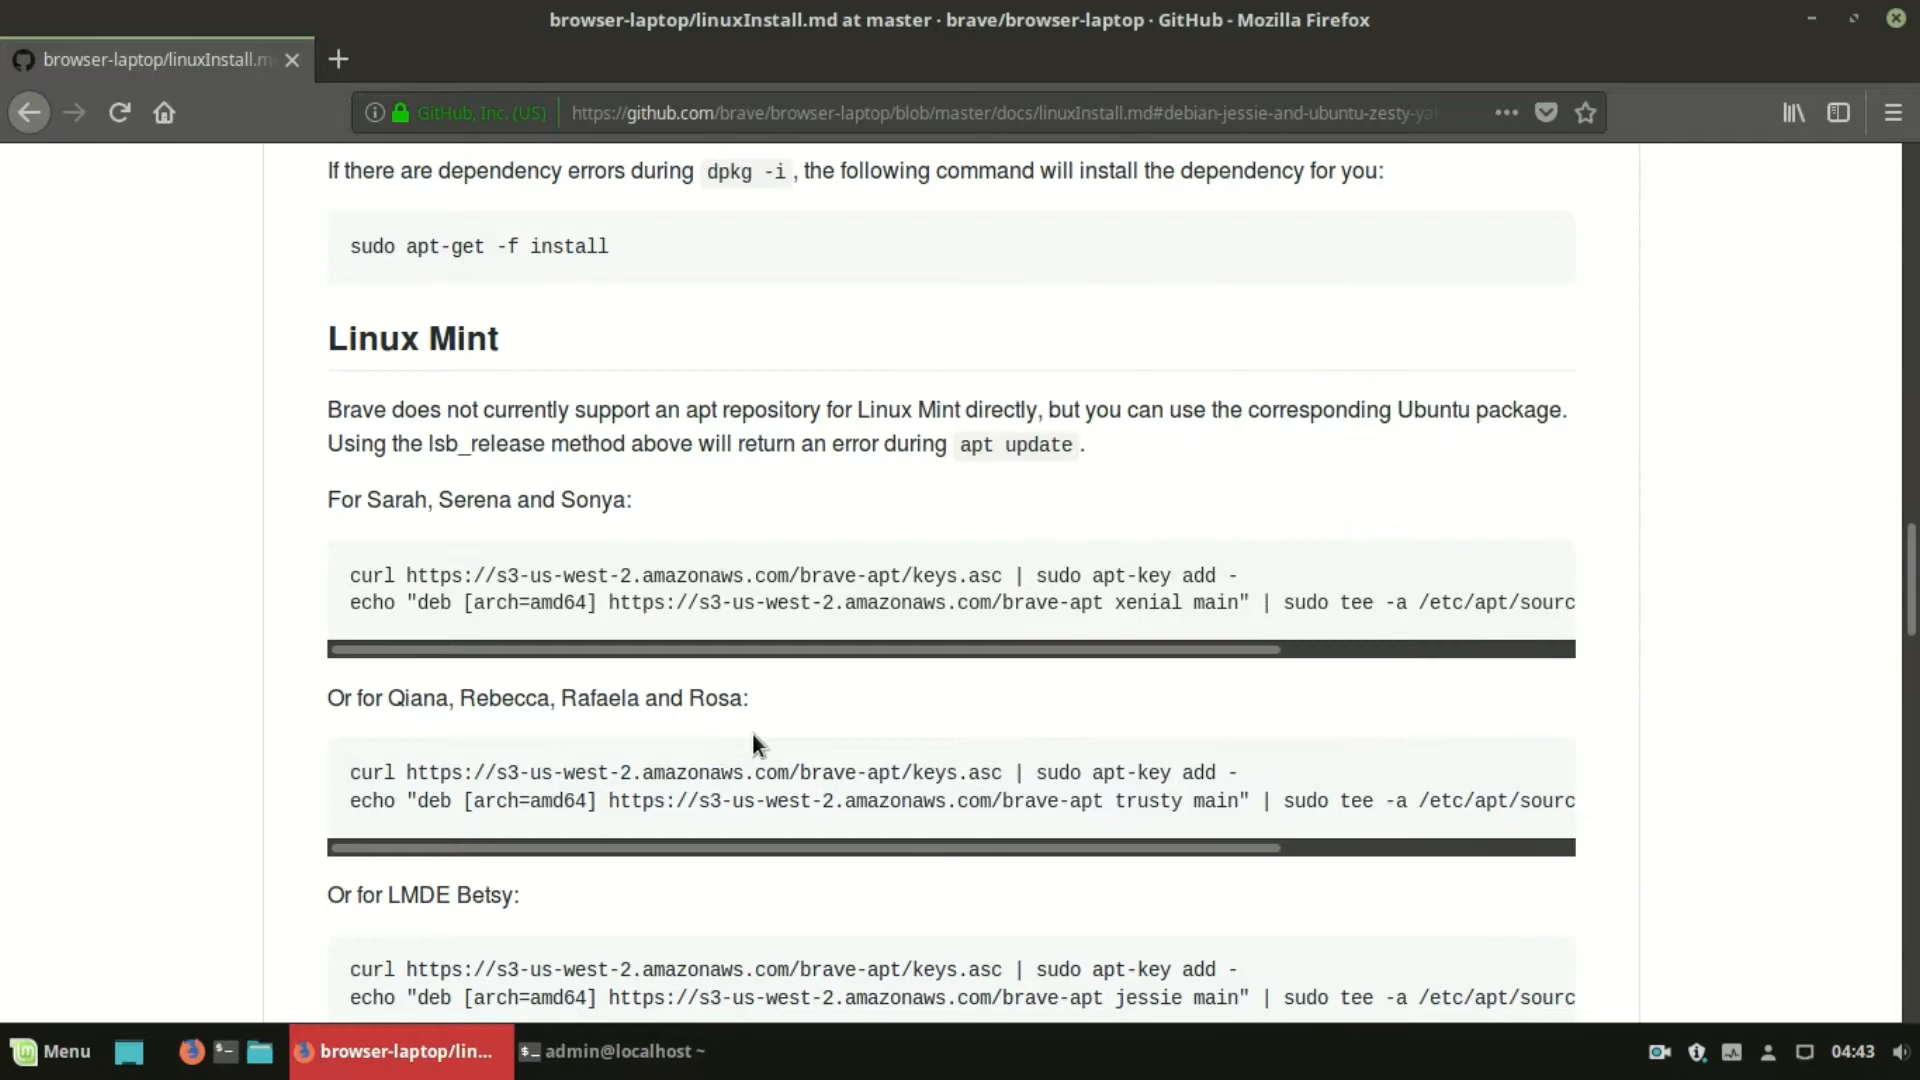 browser-laptop/linuxInstall.md at master · brave/browser-laptop · GitHub - Mozilla Firefox
browser-laptop/linuxInstall.m
GitHub, Inc. (US)
https://github.com/brave/browser-laptop/blob/master/docs/linuxInstall.md#debian-jessie-and-ubuntu-zesty-yak
If there are dependency errors during dpkg -i, the following command will install the dependency for you:
sudo apt-get -f install
Linux Mint
Brave does not currently support an apt repository for Linux Mint directly, but you can use the corresponding Ubuntu package.
Using the lsb_release method above will return an error during apt update.
For Sarah, Serena and Sonya:
curl https://s3-us-west-2.amazonaws.com/brave-apt/keys.asc | sudo apt-key add -
echo "deb [arch=amd64] https://s3-us-west-2.amazonaws.com/brave-apt xenial main" | sudo tee -a /etc/apt/sourc
Or for Qiana, Rebecca, Rafaela and Rosa:
curl https://s3-us-west-2.amazonaws.com/brave-apt/keys.asc | sudo apt-key add -
echo "deb [arch=amd64] https://s3-us-west-2.amazonaws.com/brave-apt trusty main" | sudo tee -a /etc/apt/sourc
Or for LMDE Betsy:
curl https://s3-us-west-2.amazonaws.com/brave-apt/keys.asc | sudo apt-key add -
echo "deb [arch=amd64] https://s3-us-west-2.amazonaws.com/brave-apt jessie main" | sudo tee -a /etc/apt/sourc
Menu
browser-laptop/lin...
admin@localhost ~
04:43